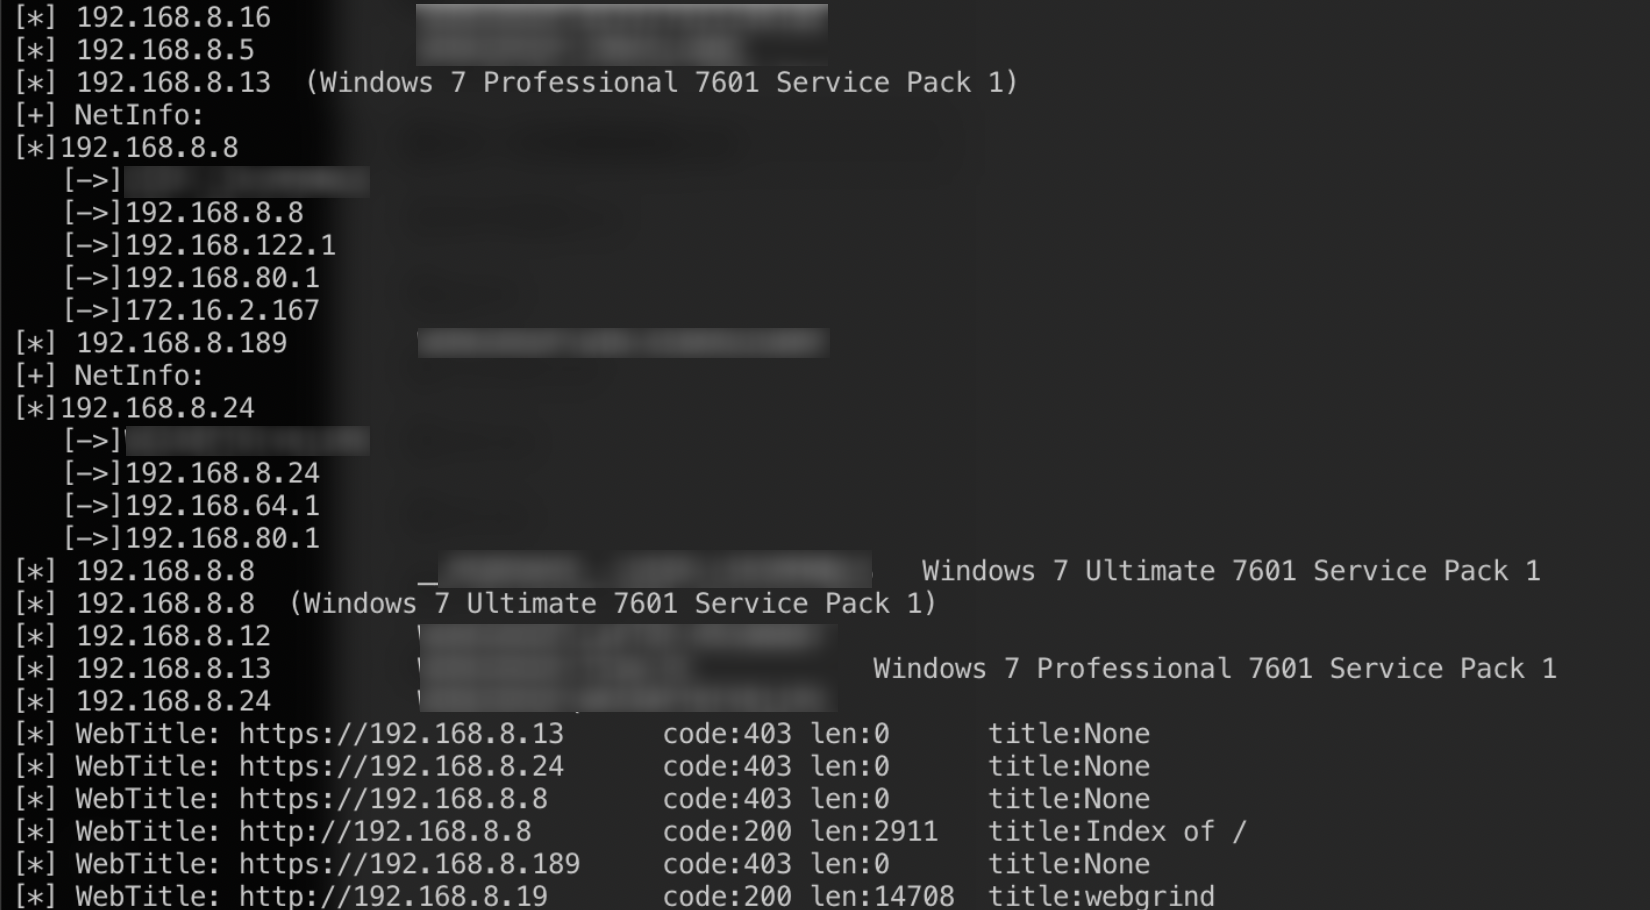 [*] 192.168.8.16
[*] 192.168.8.5
[*] 192.168.8.13  (Windows 7 Professional 7601 Service Pack 1)
[+] NetInfo:
[*]192.168.8.8
   [->]
   [->]192.168.8.8
   [->]192.168.122.1
   [->]192.168.80.1
   [->]172.16.2.167
[*] 192.168.8.189
[+] NetInfo:
[*]192.168.8.24
   [->]
   [->]192.168.8.24
   [->]192.168.64.1
   [->]192.168.80.1
[*] 192.168.8.8          Windows 7 Ultimate 7601 Service Pack 1
[*] 192.168.8.8  (Windows 7 Ultimate 7601 Service Pack 1)
[*] 192.168.8.12
[*] 192.168.8.13          Windows 7 Professional 7601 Service Pack 1
[*] 192.168.8.24
[*] WebTitle: https://192.168.8.13      code:403 len:0      title:None
[*] WebTitle: https://192.168.8.24      code:403 len:0      title:None
[*] WebTitle: https://192.168.8.8       code:403 len:0      title:None
[*] WebTitle: http://192.168.8.8        code:200 len:2911   title:Index of /
[*] WebTitle: https://192.168.8.189     code:403 len:0      title:None
[*] WebTitle: http://192.168.8.19       code:200 len:14708  title:webgrind